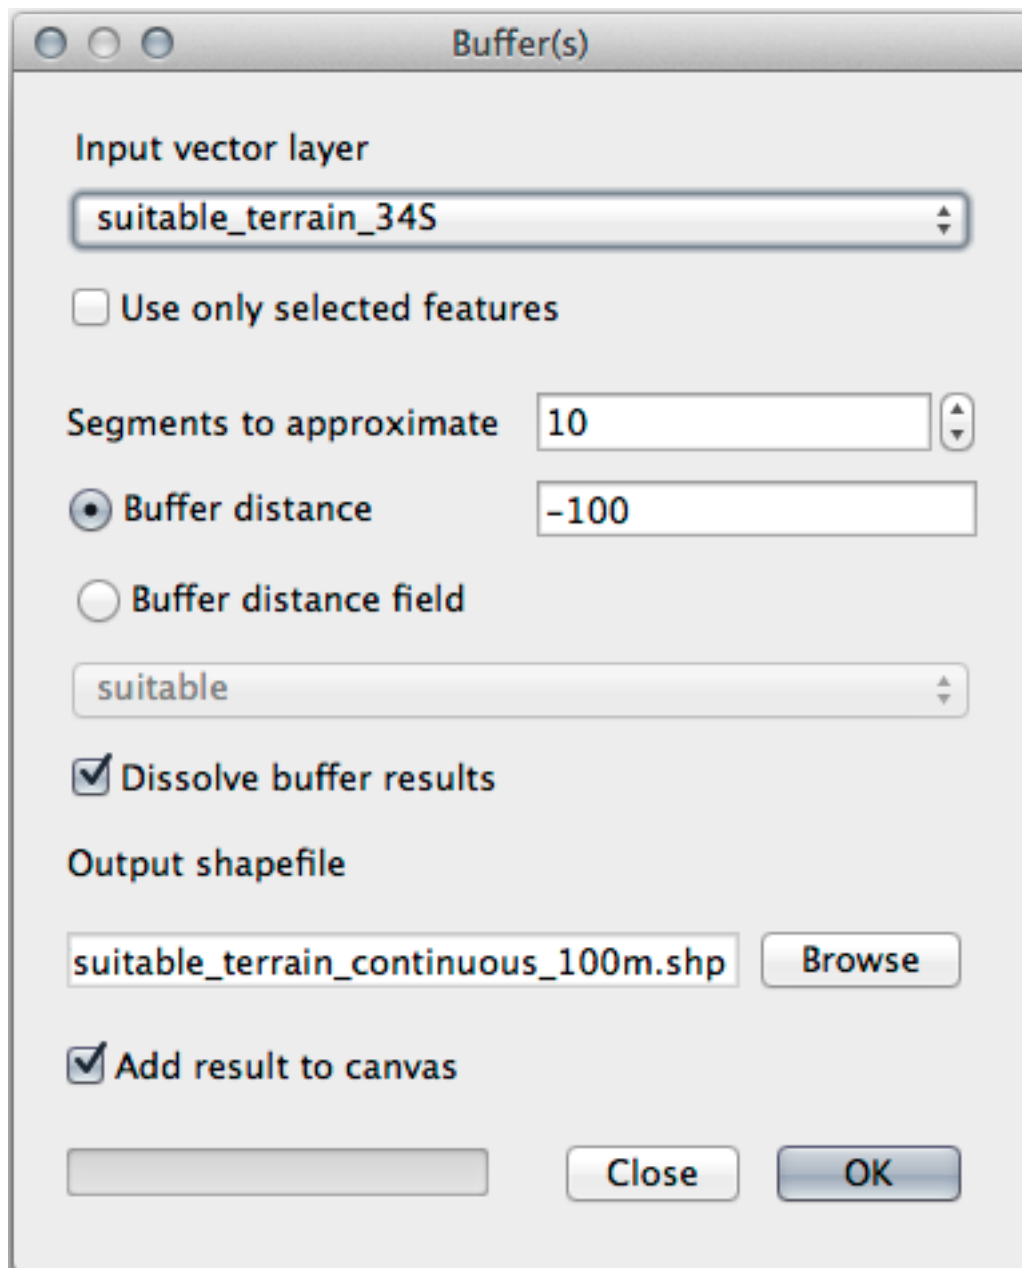 Buffer(s)
Input vector layer
suitable_terrain_34S
Use only selected features
Segments to approximate 10
Buffer distance -100
Buffer distance field
suitable
Dissolve buffer results
Output shapefile
suitable_terrain_continuous_100m.shp Browse
Add result to canvas
Close OK